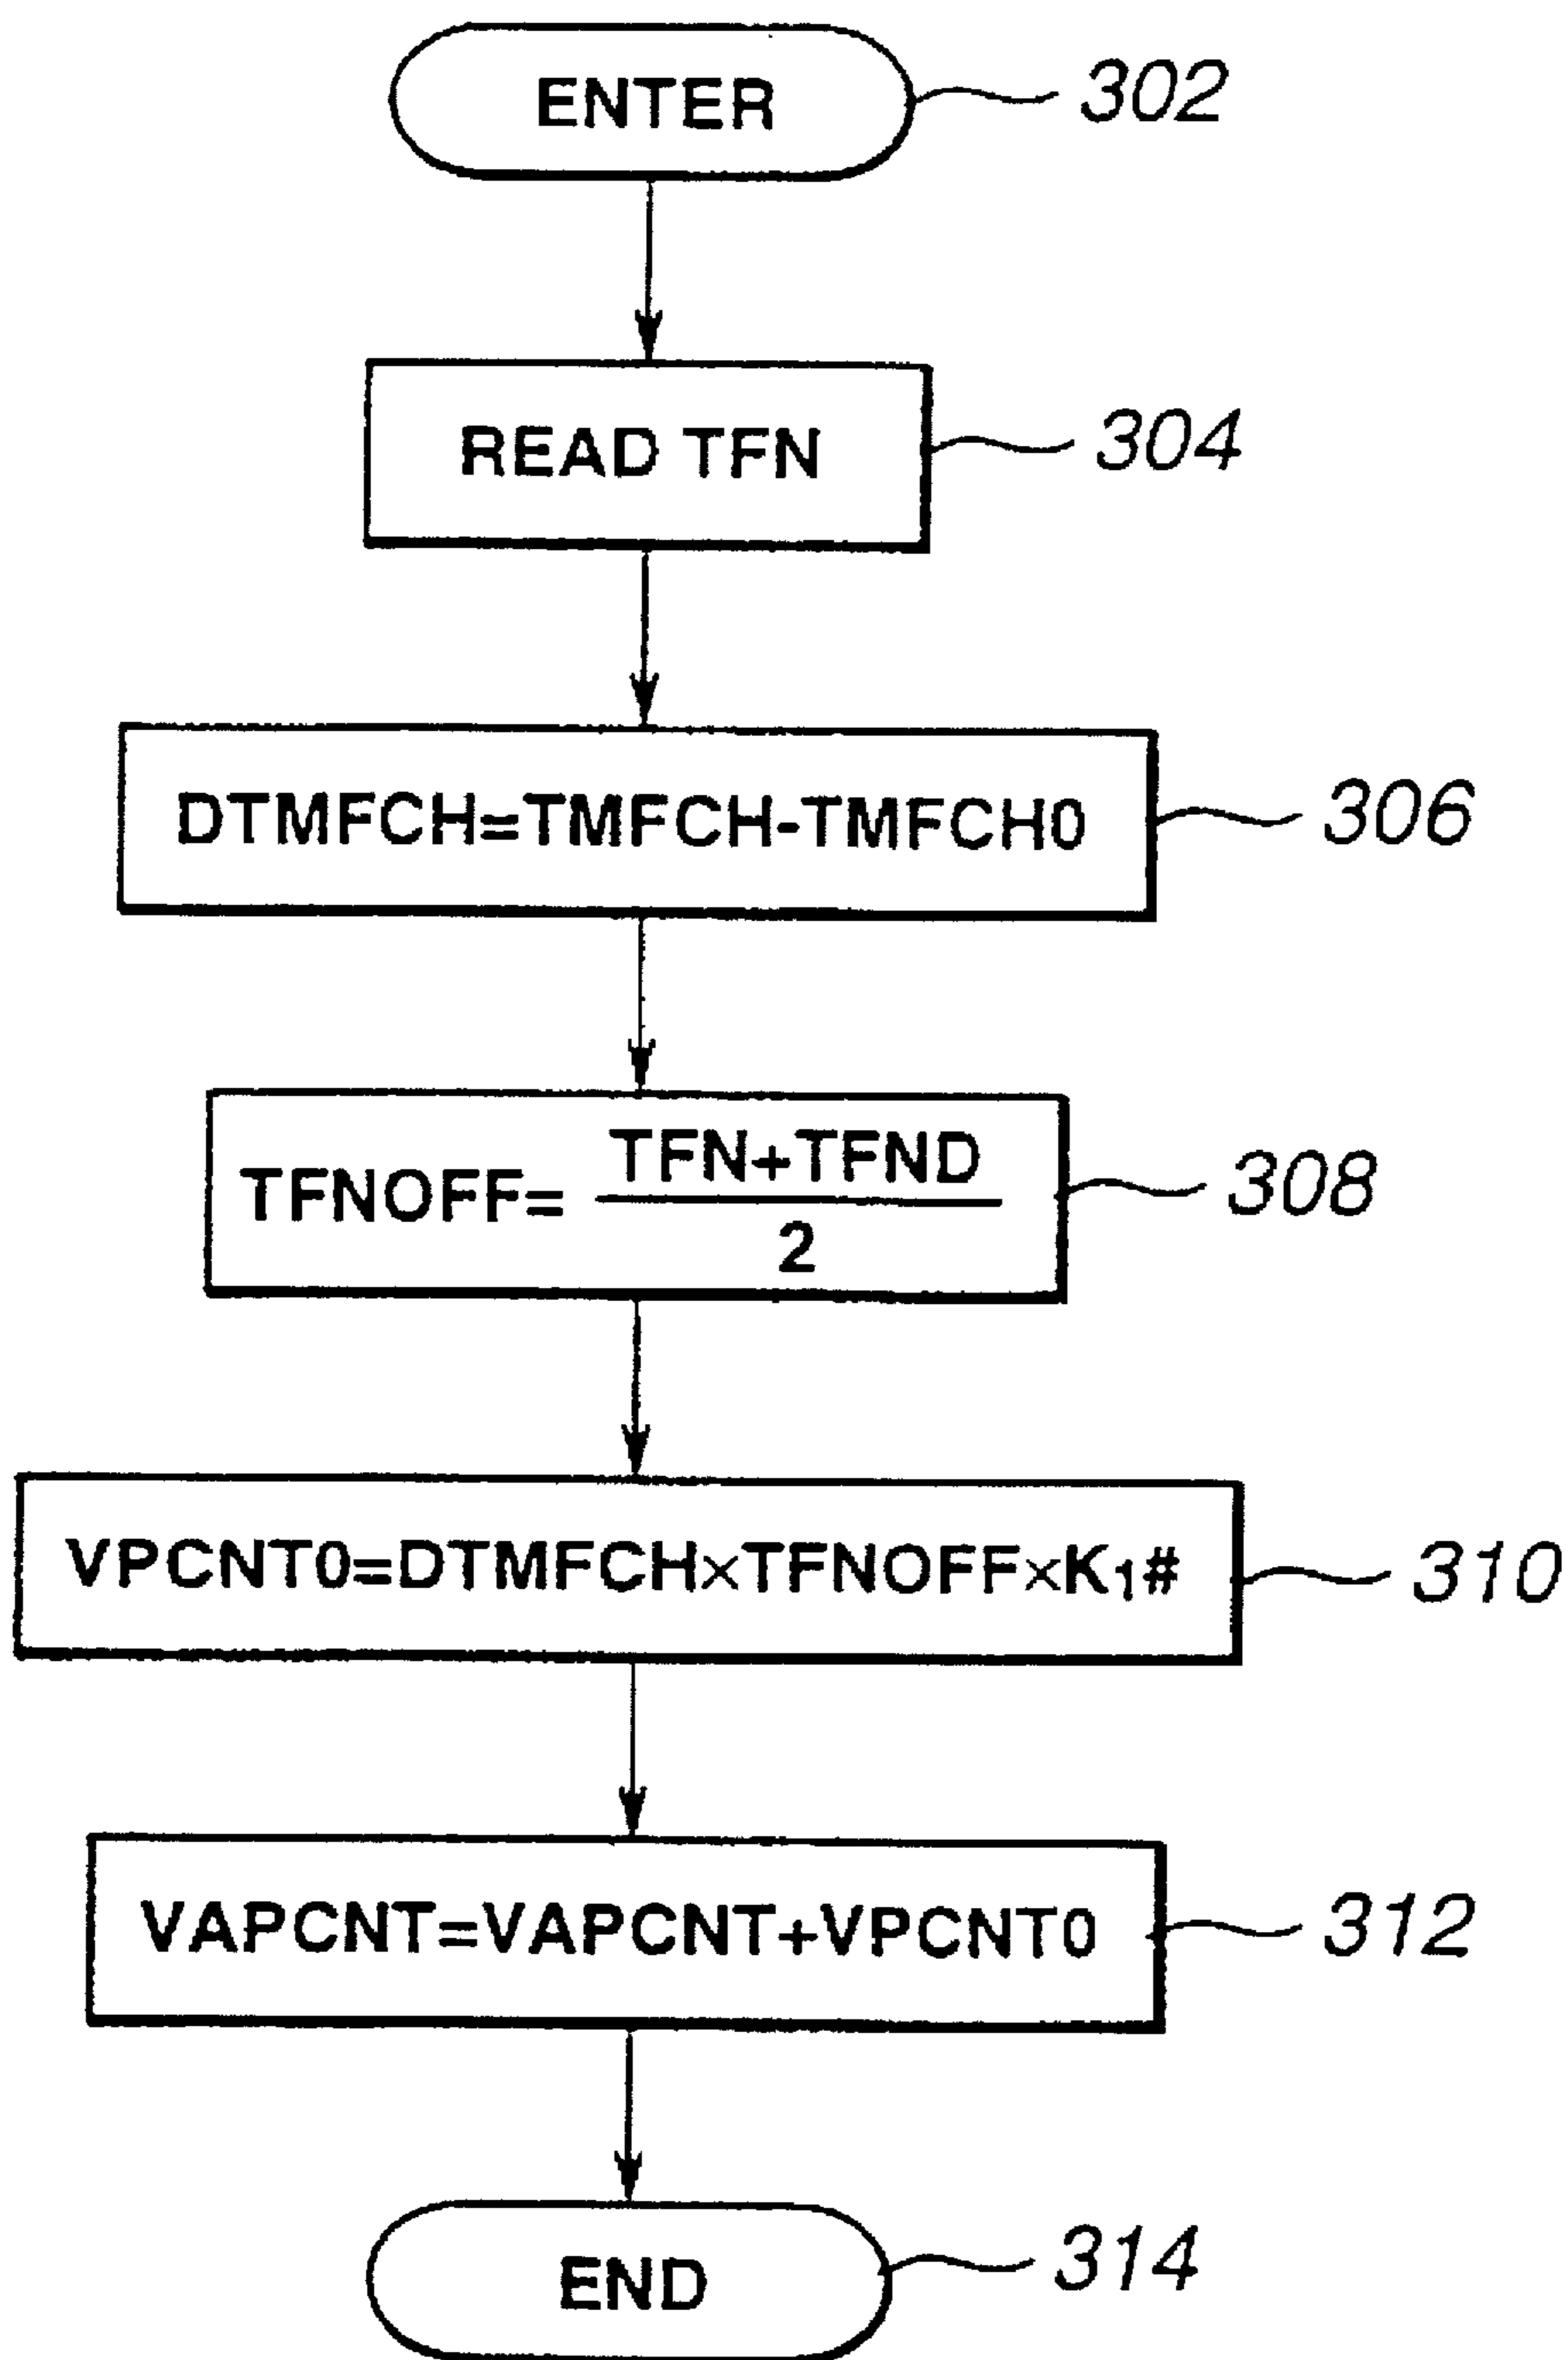 ENTER 302
READ TFN 304
DTMFCH=TMFCH-TMFCH0 306
TFNOFF= TFN+TFND 308
2
VPCNT0=DTMFCH×TFNOFF×K₁# 310
VAPCNT=VAPCNT+VPCNT0 312
END 314